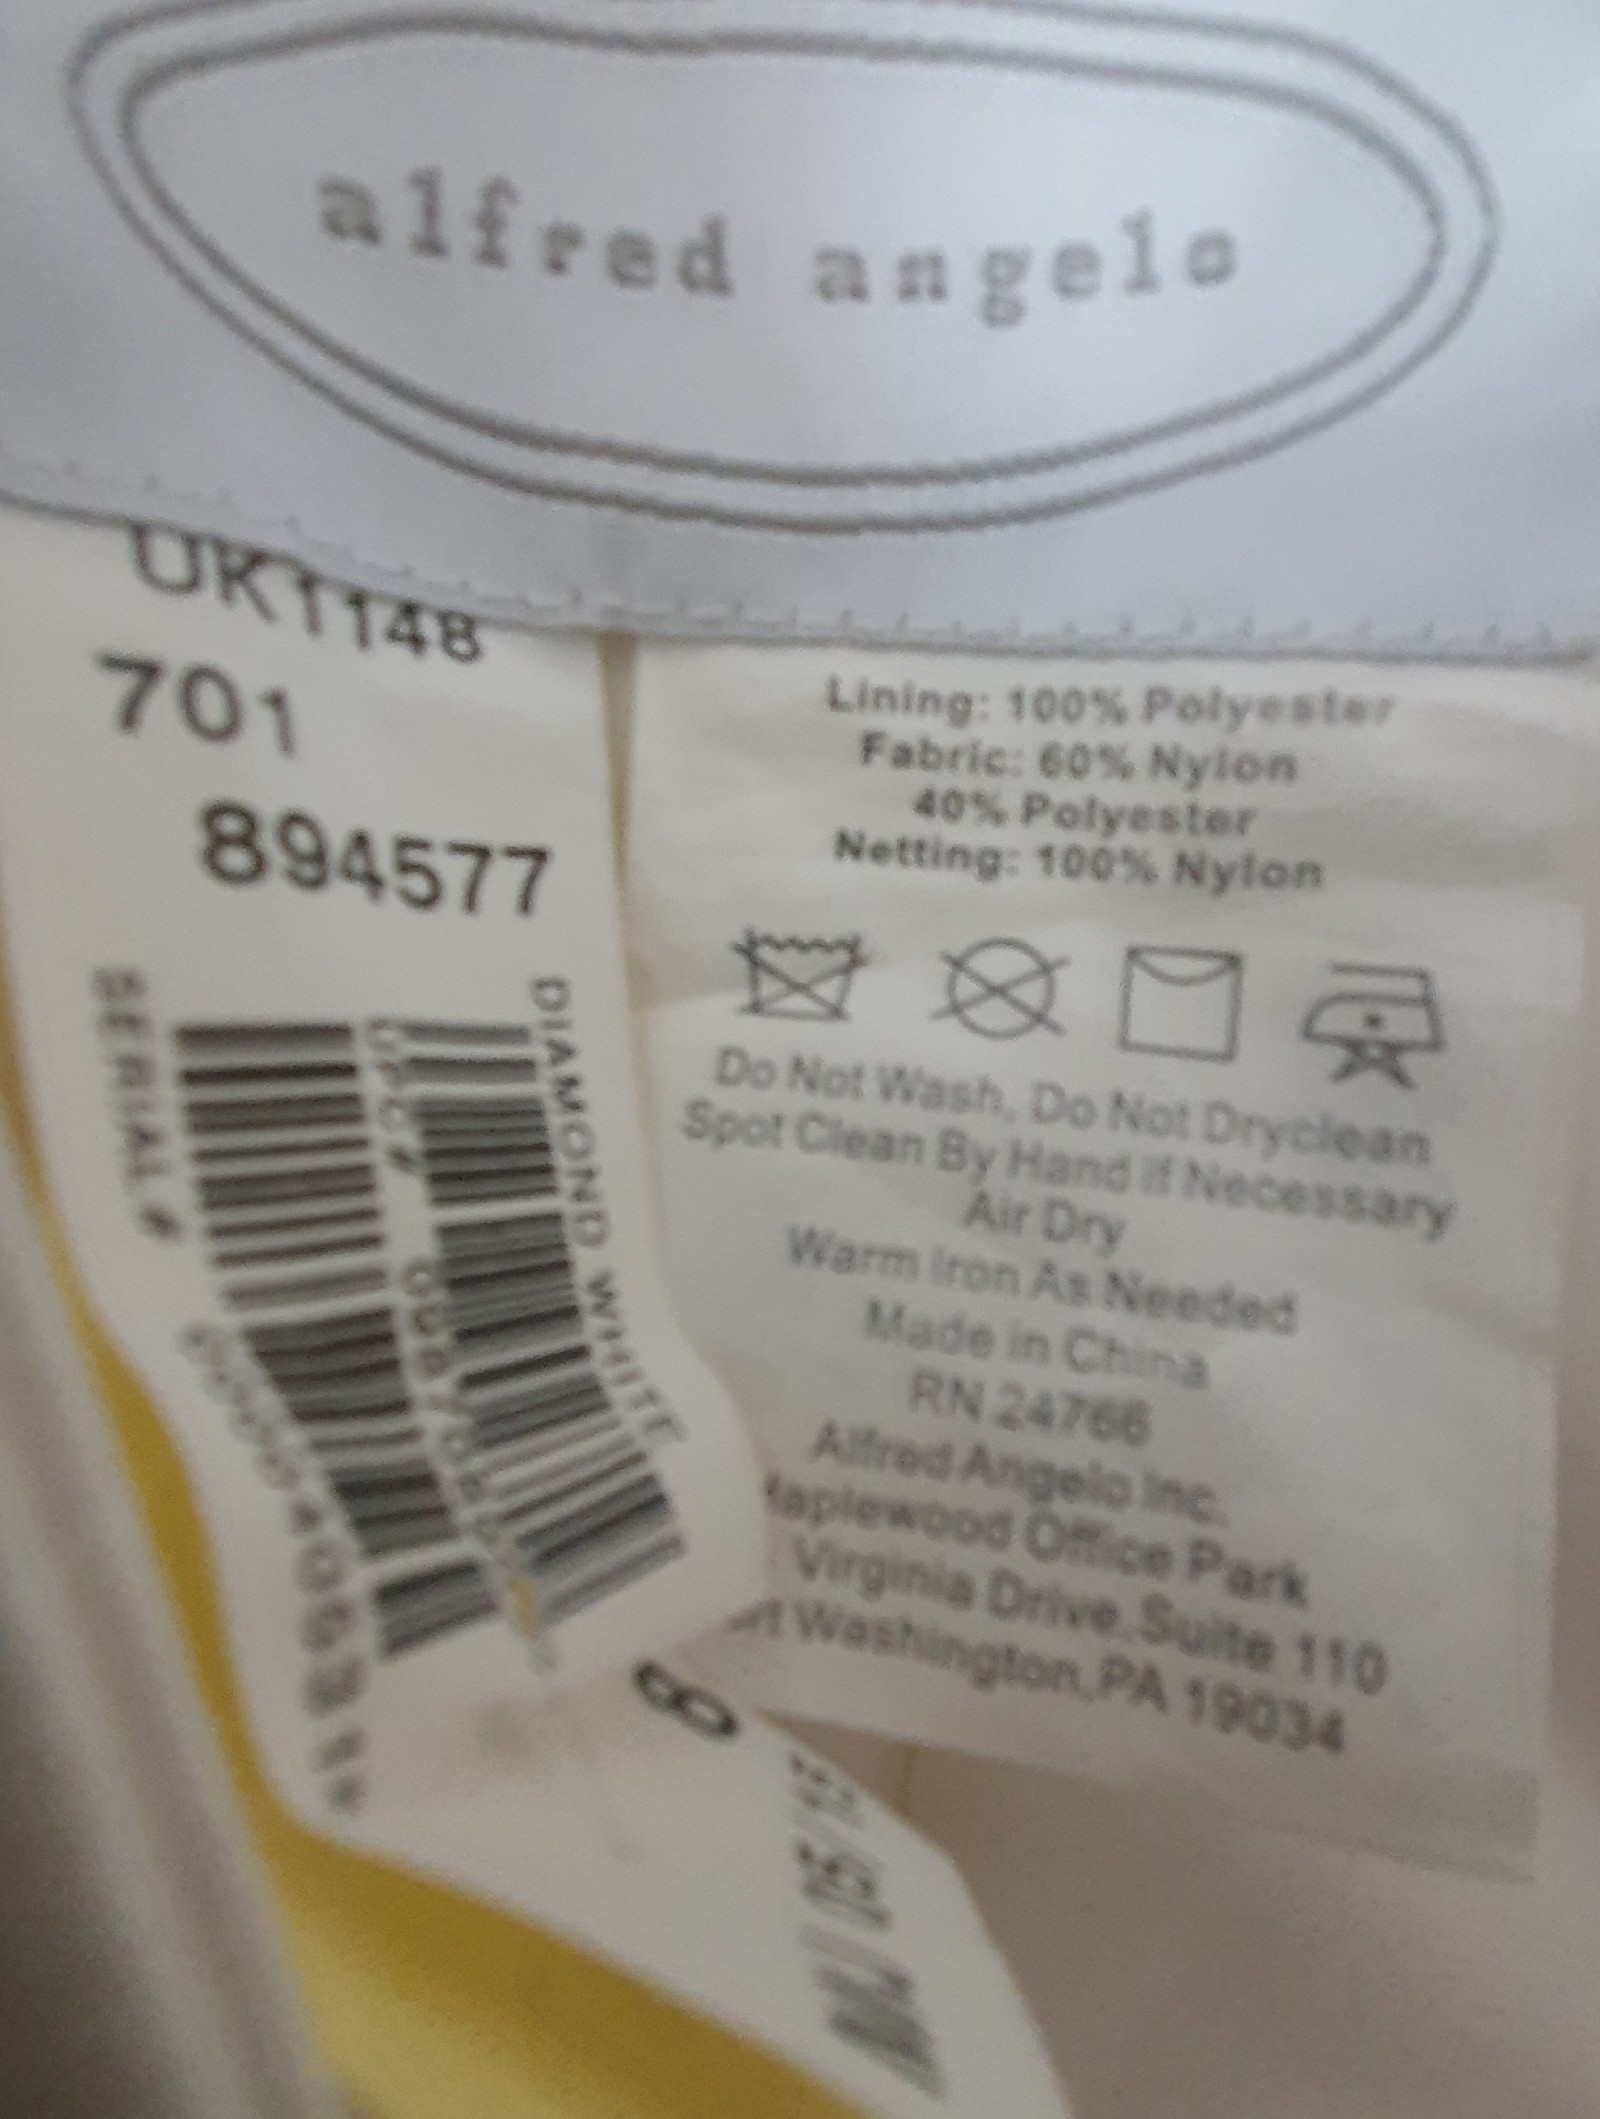 alfred angelo
UK1148
701
894577
SERIAL #
UPC #
DIAMOND WHITE
8
Lining: 100% Polyester
Fabric: 60% Nylon
40% Polyester
Netting: 100% Nylon
Do Not Wash, Do Not Dryclean
Spot Clean By Hand if Necessary
Air Dry
Warm Iron As Needed
Made in China
RN 24766
Alfred Angelo Inc.
Office Park
Virginia Drive, Suite 110
Washington, PA 19034